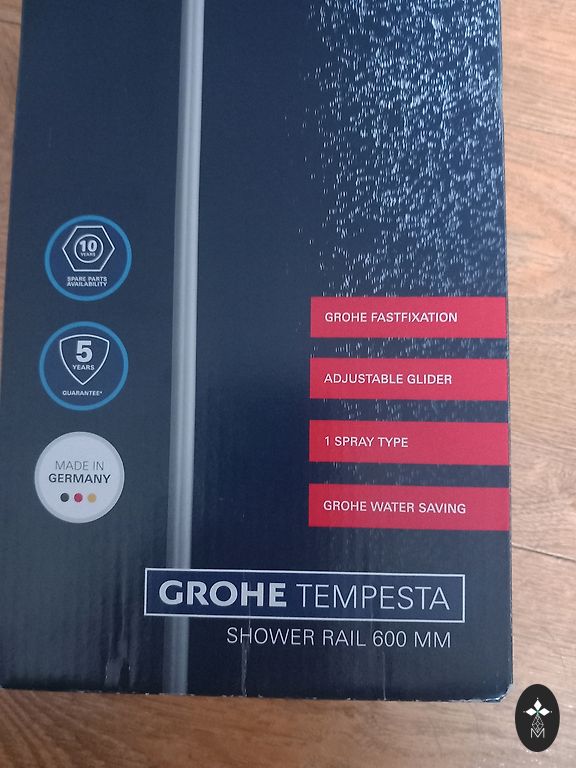 10
YEARS
SPARE PARTS
AVAILABILITY
5
YEARS
GUARANTEE*
MADE IN
GERMANY
GROHE FASTFIXATION
ADJUSTABLE GLIDER
1 SPRAY TYPE
GROHE WATER SAVING
GROHE TEMPESTA
SHOWER RAIL 600 MM
M